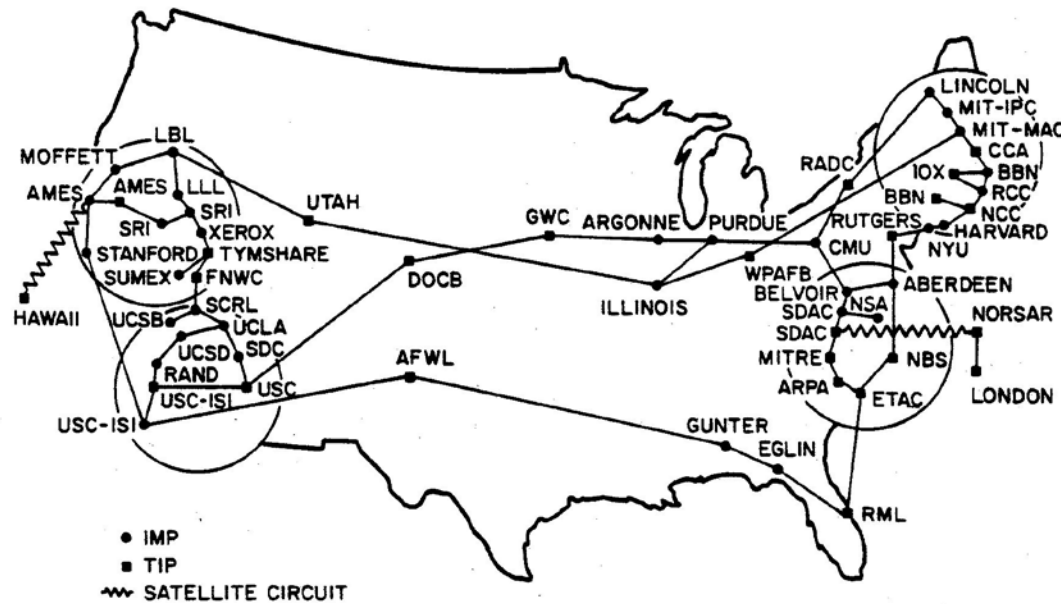 LINCOLN
MIT-IPC
MIT-MAC
CCA
BBN
RCC
NCC
HARVARD
NYU
10X
BBN
RUTGERS
RADC
LBL
MOFFETT
AMES
AMES
LLL
SRI
SRI
XEROX
STANFORD
TYMSHARE
SUMEX
FNWC
HAWAII
UTAH
DOCB
GWC
ARGONNE
PURDUE
CMU
WPAFB
ILLINOIS
BELVOIR
ABERDEEN
NSA
SDAC
SDAC
NORSAR
MITRE
NBS
ARPA
ETAC
LONDON
SCRL
UCSB
UCLA
UCSD
SDC
RAND
USC
USC-ISI
USC-ISI
AFWL
GUNTER
EGLIN
RML
IMP
TIP
SATELLITE CIRCUIT